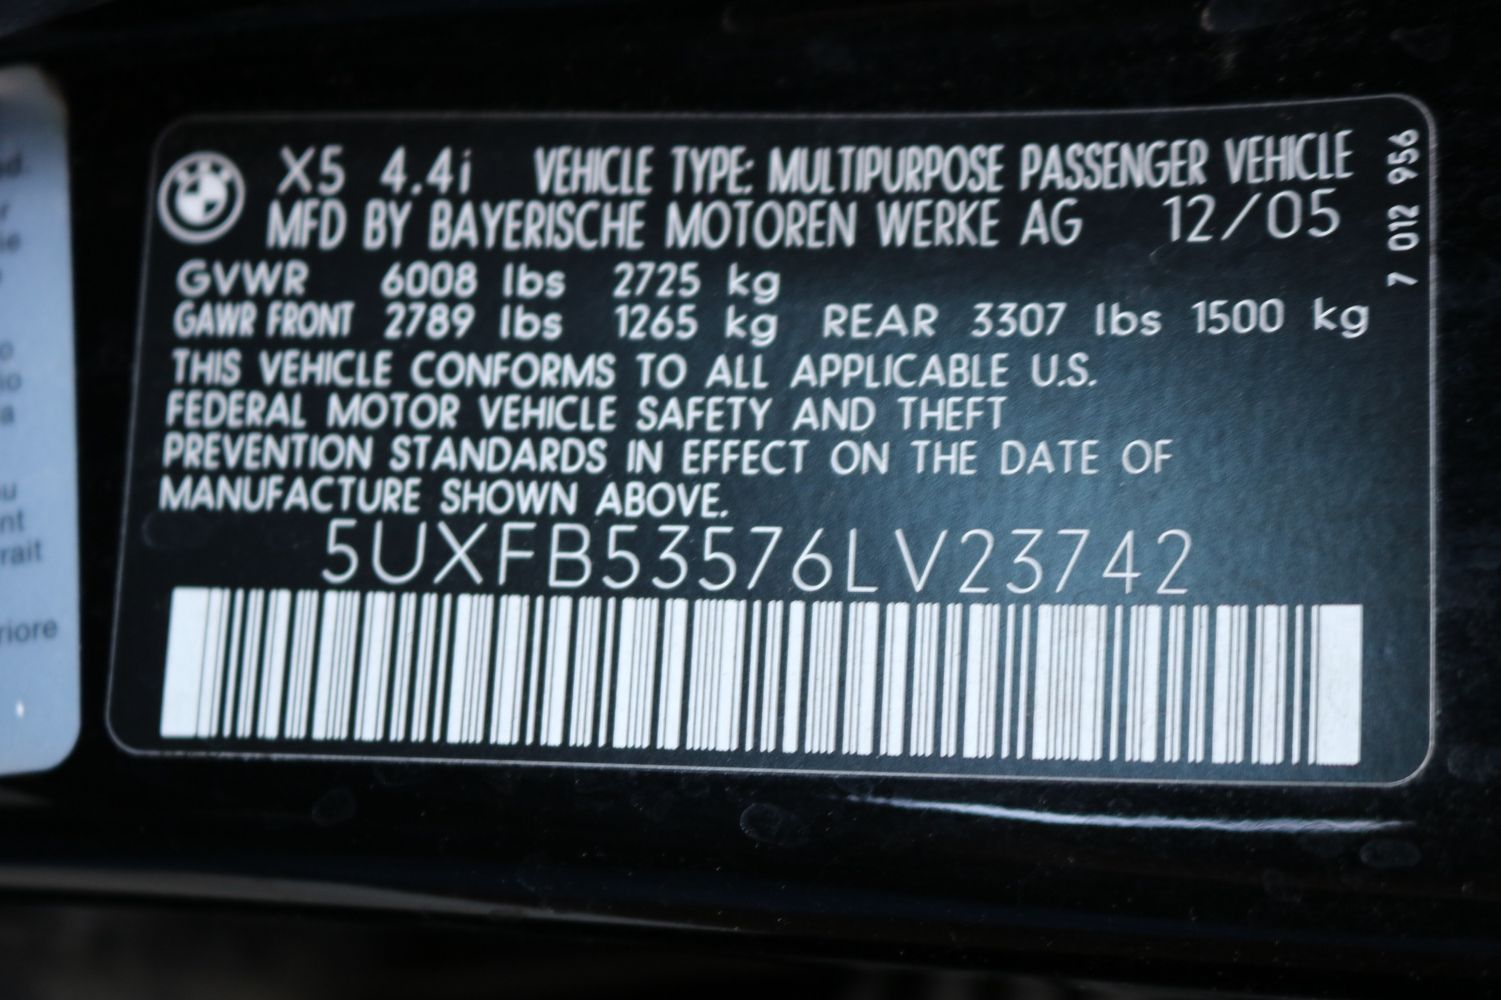 X5 4.4i VEHICLE TYPE: MULTIPURPOSE PASSENGER VEHICLE
MFD BY BAYERISCHE MOTOREN WERKE AG 12/05
GVWR 6008 lbs 2725 kg
GAWR FRONT 2789 lbs 1265 kg REAR 3307 lbs 1500 kg
THIS VEHICLE CONFORMS TO ALL APPLICABLE U.S.
FEDERAL MOTOR VEHICLE SAFETY AND THEFT
PREVENTION STANDARDS IN EFFECT ON THE DATE OF
MANUFACTURE SHOWN ABOVE.
5UXFB53576LV23742
7 012 956